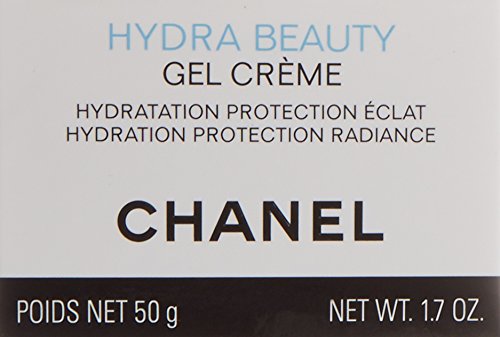 HYDRA BEAUTY
GEL CRÈME
HYDRATATION PROTECTION ÉCLAT
HYDRATION PROTECTION RADIANCE
CHANEL
POIDS NET 50 g NET WT. 1.7 OZ.